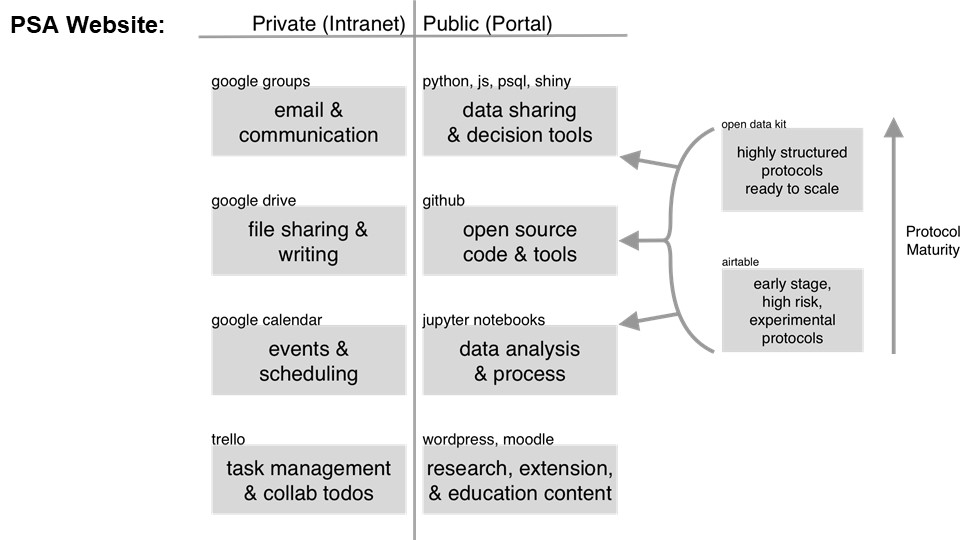 PSA Website:
Private (Intranet)
Public (Portal)
google groups
email &
communication
google drive
file sharing &
writing
google calendar
events &
scheduling
trello
task management
& collab todos
python, js, psql, shiny
data sharing
& decision tools
github
open source
code & tools
jupyter notebooks
data analysis
& process
wordpress, moodle
research, extension,
& education content
open data kit
highly structured
protocols
ready to scale
airtable
early stage,
high risk,
experimental
protocols
Protocol
Maturity